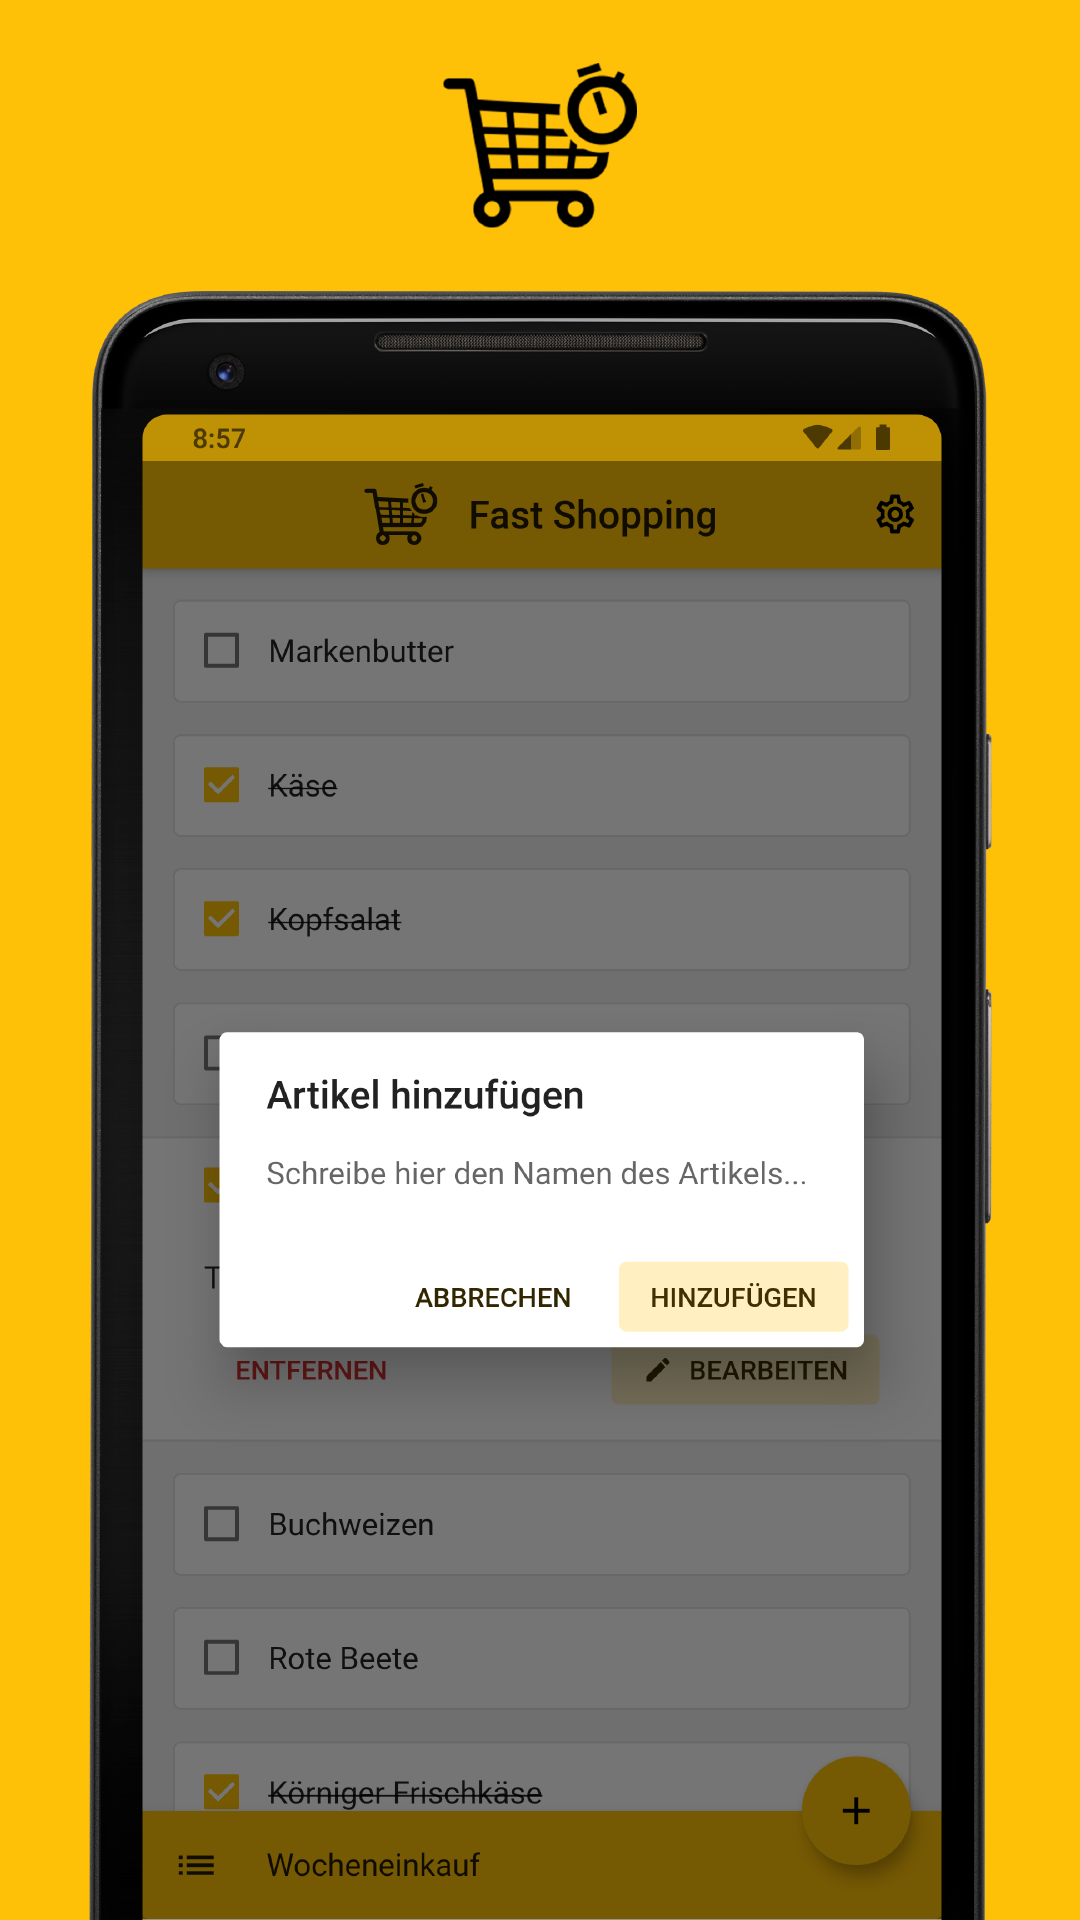 8:57
Fast Shopping
Markenbutter
Käse
Kopfsalat
Artikel hinzufügen
Schreibe hier den Namen des Artikels...
ABBRECHEN HINZUFÜGEN
ENTFERNEN BEARBEITEN
Buchweizen
Rote Beete
Körniger Frischkäse
Wocheneinkauf